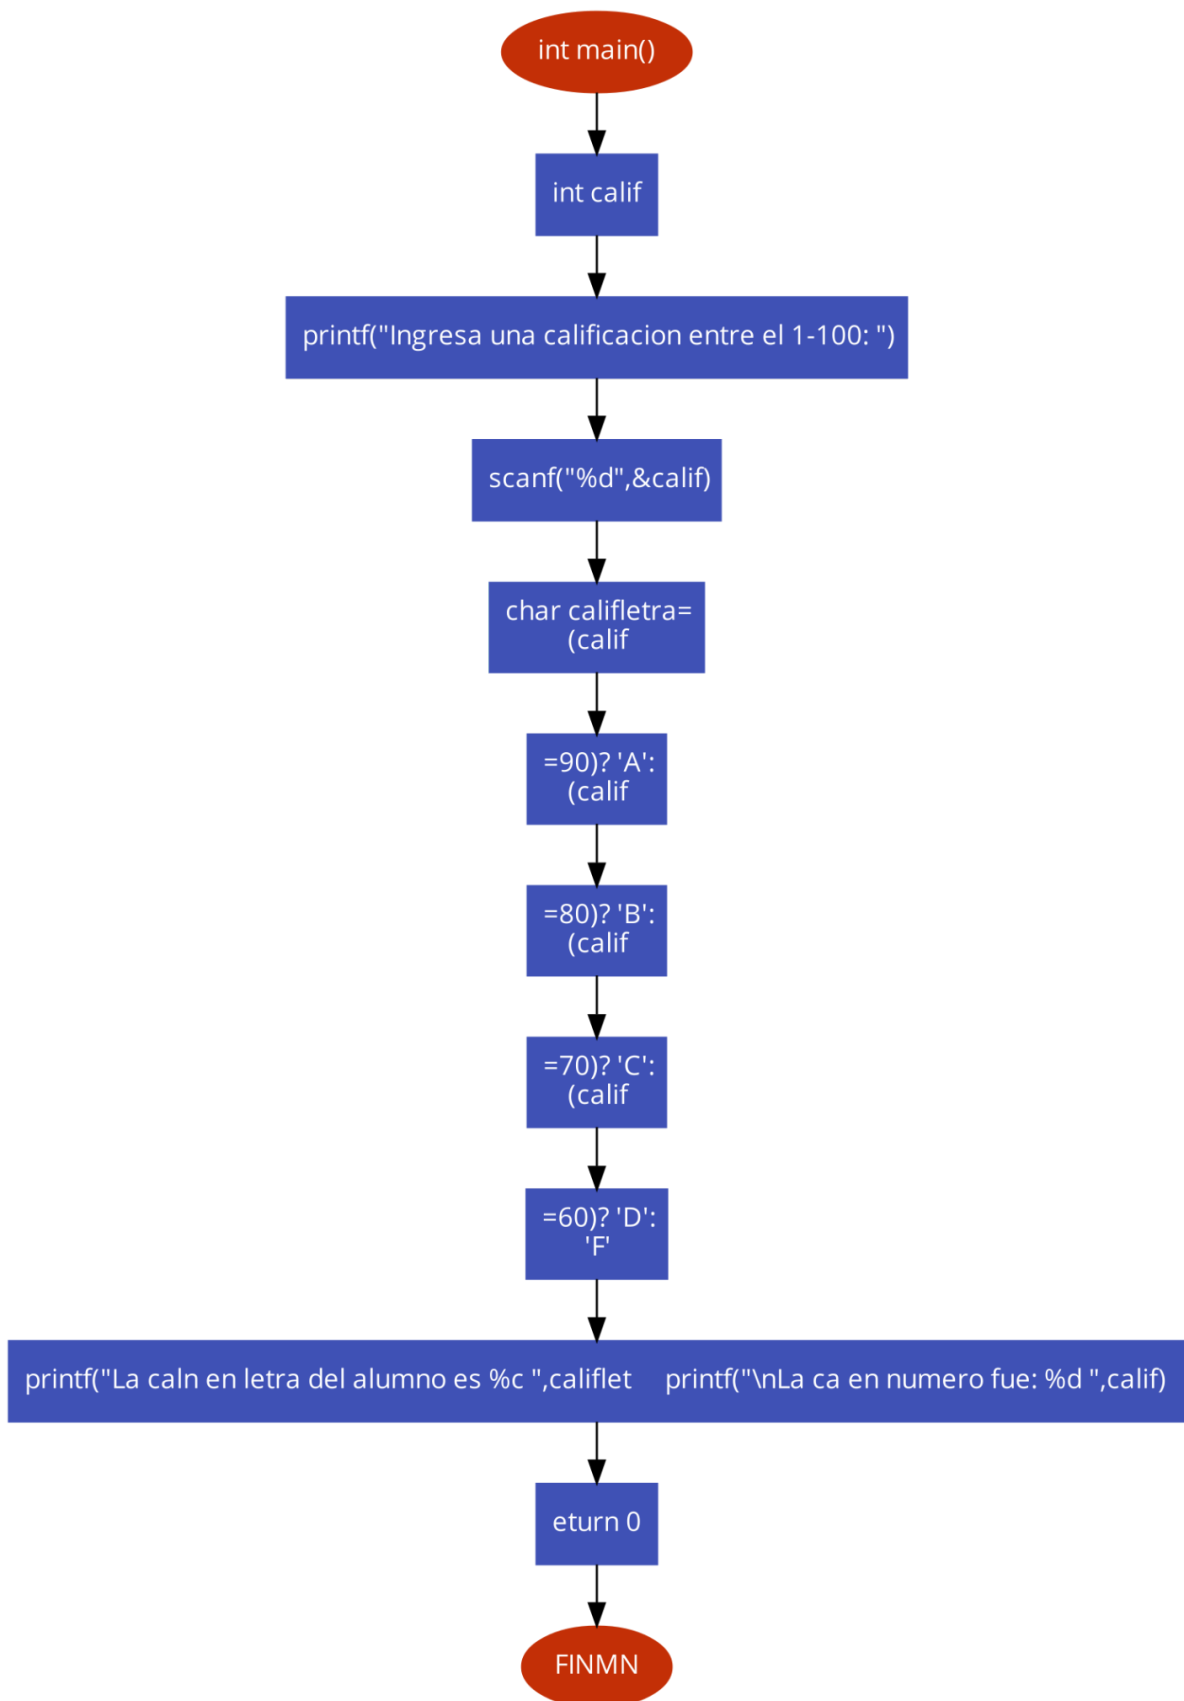 int main()
int calif
printf("Ingresa una calificacion entre el 1-100: ")
scanf("%d",&calif)
char califletra=
(calif
=90)? 'A':
(calif
=80)? 'B':
(calif
=70)? 'C':
(calif
=60)? 'D':
'F'
printf("La caln en letra del alumno es %c ",califlet printf("\nLa ca en numero fue: %d ",calif)
eturn 0
FINMN